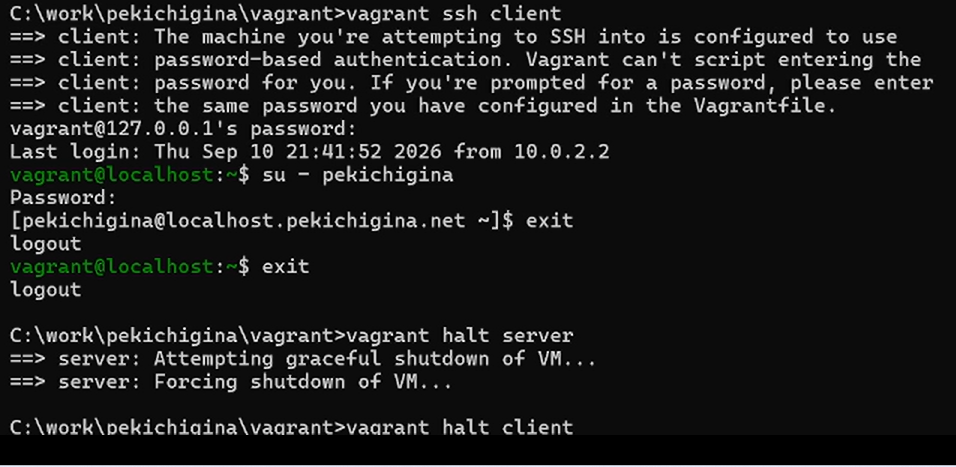 C:\work\pekichigina\vagrant>vagrant ssh client
==> client: The machine you're attempting to SSH into is configured to use
==> client: password-based authentication. Vagrant can't script entering the
==> client: password for you. If you're prompted for a password, please enter
==> client: the same password you have configured in the Vagrantfile.
vagrant@127.0.0.1's password:
Last login: Thu Sep 10 21:41:52 2026 from 10.0.2.2
vagrant@localhost:~$ su - pekichigina
Password:
[pekichigina@localhost.pekichigina.net ~]$ exit
logout
vagrant@localhost:~$ exit
logout
C:\work\pekichigina\vagrant>vagrant halt server
==> server: Attempting graceful shutdown of VM...
==> server: Forcing shutdown of VM...
C:\work\pekichigina\vagrant>vagrant halt client